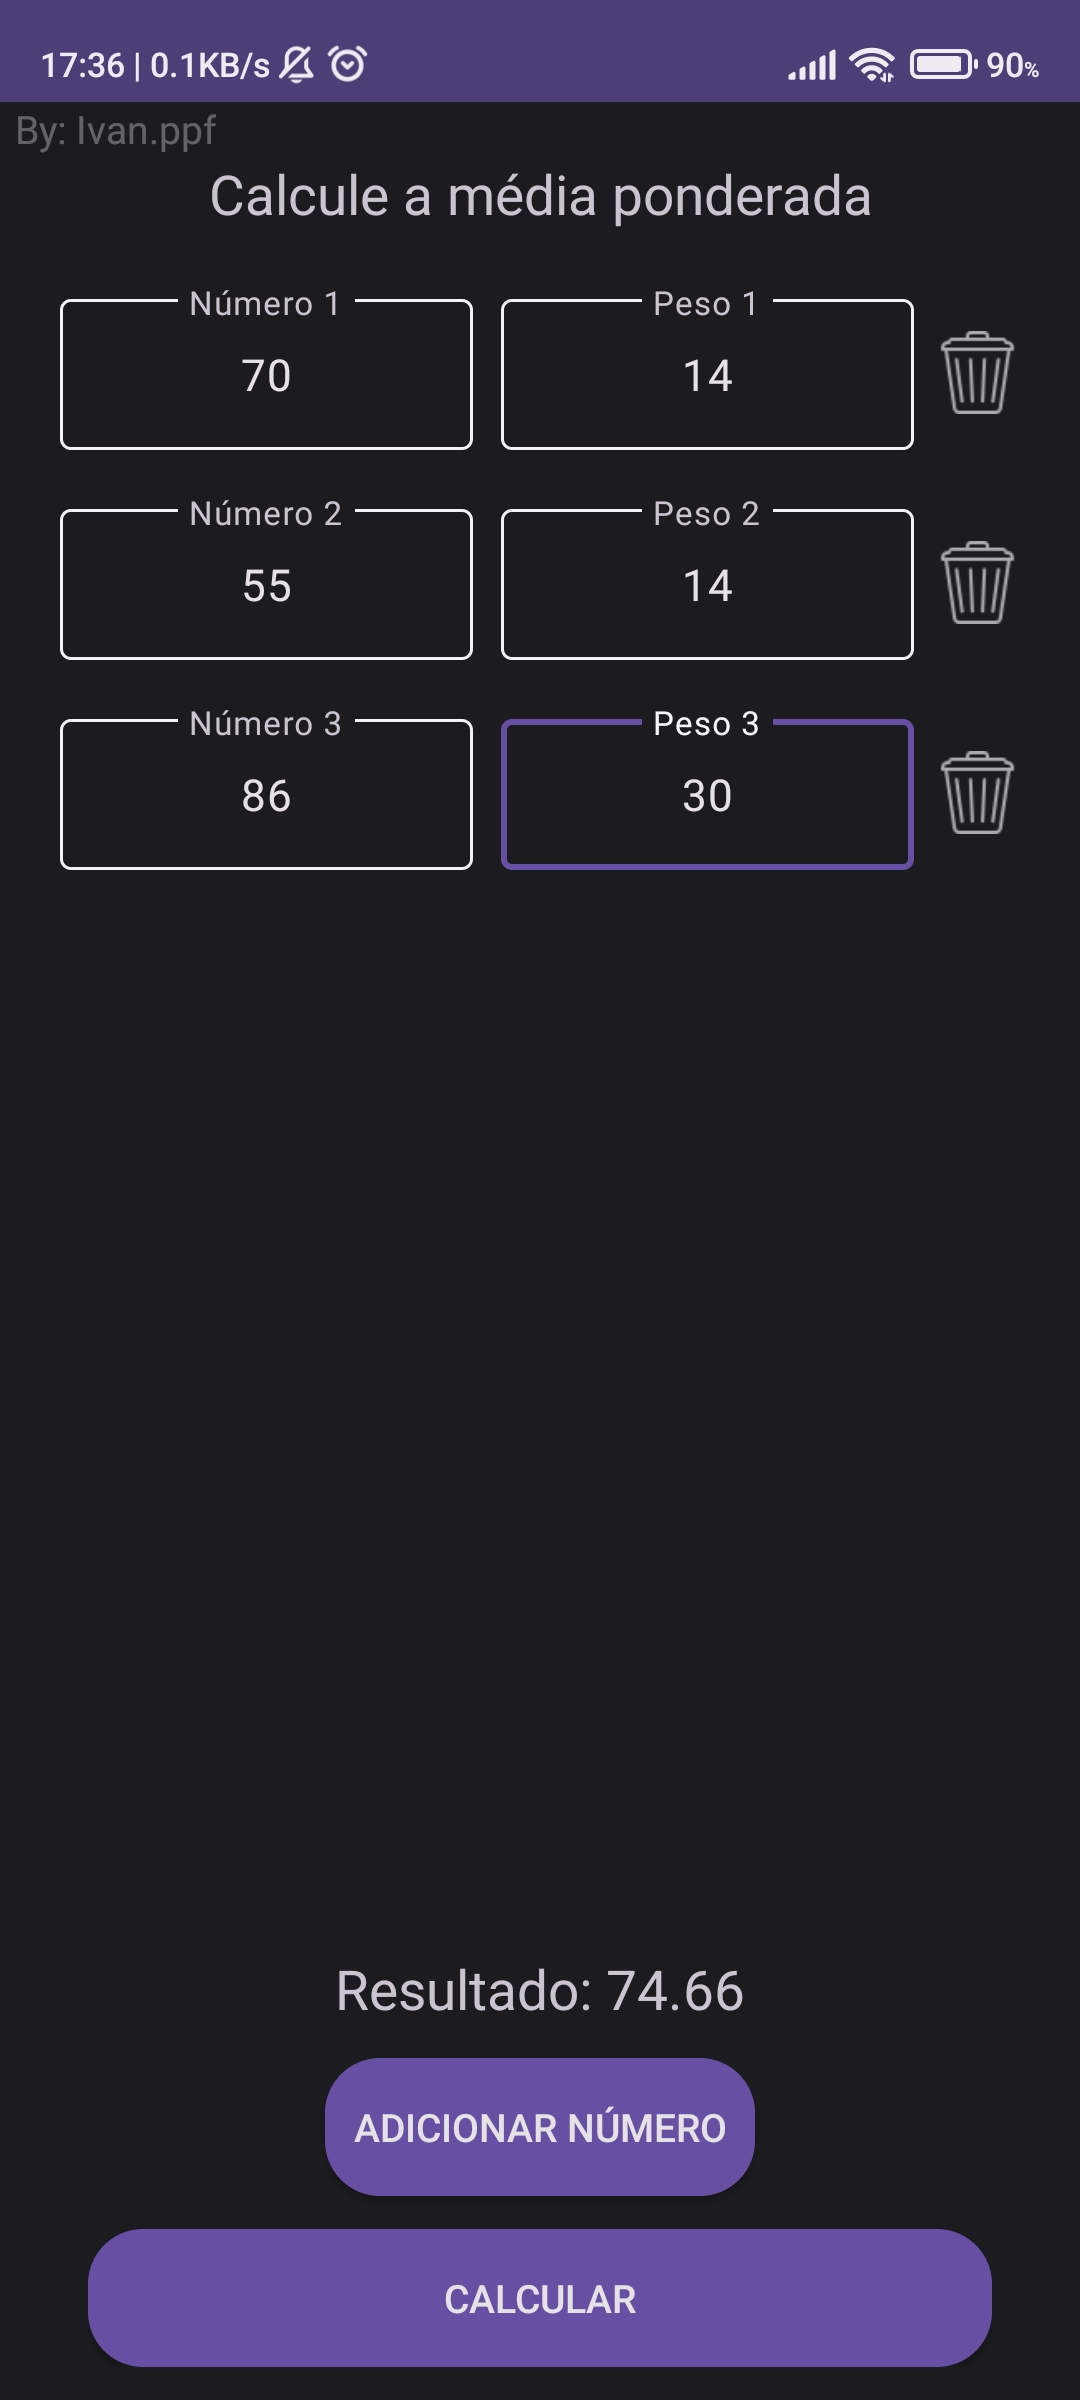 17:36 | 0.1KB/s 90%
By: Ivan.ppf
Calcule a média ponderada
Número 1 Peso 1
70 14
Número 2 Peso 2
55 14
Número 3 Peso 3
86 30
Resultado: 74.66
ADICIONAR NÚMERO
CALCULAR